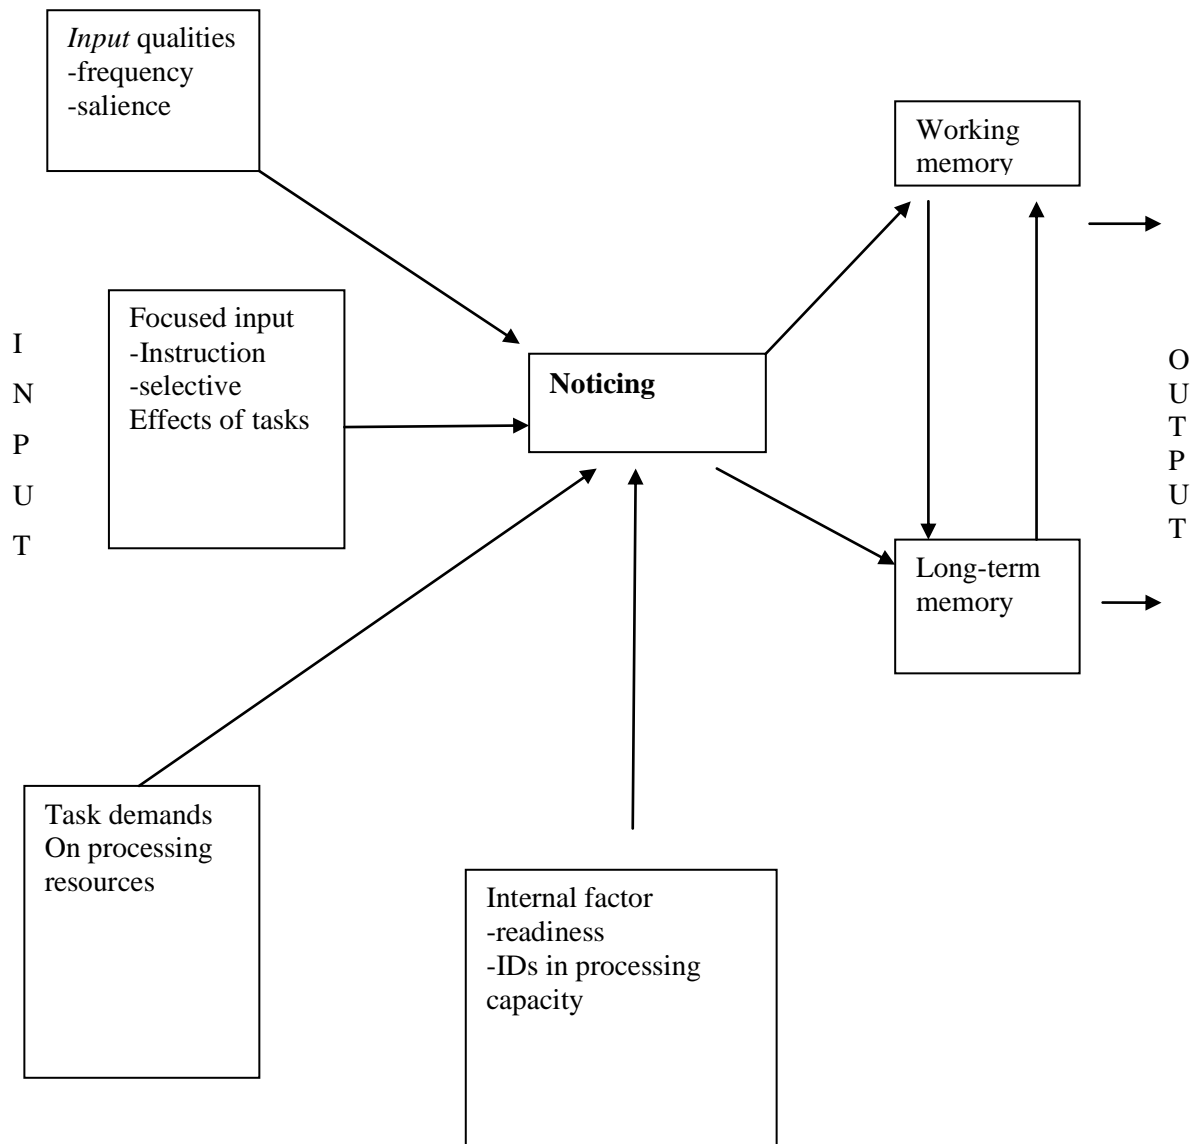 Input qualities
-frequency
-salience
Working
memory
Focused input
-Instruction
-selective
Effects of tasks
I
N
P
U
T
Noticing
O
U
T
P
U
T
Long-term
memory
Task demands
On processing
resources
Internal factor
-readiness
-IDs in processing
capacity